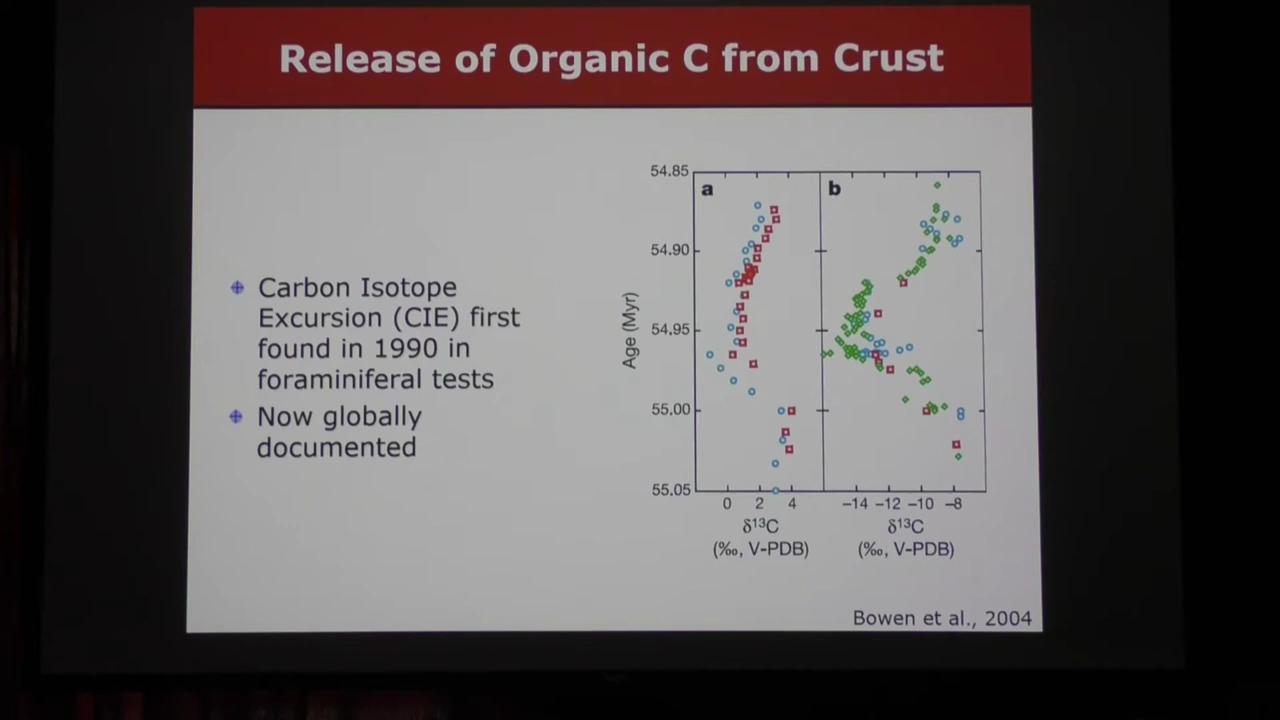 Release of Organic C from Crust
Carbon Isotope
Excursion (CIE) first
found in 1990 in
foraminiferal tests
Now globally
documented
a
b
Age (Myr)
54.85
54.90
54.95
55.00
55.05
0 2 4
−14 −12 −10 −8
δ¹³C
(‰, V-PDB)
δ¹³C
(‰, V-PDB)
Bowen et al., 2004